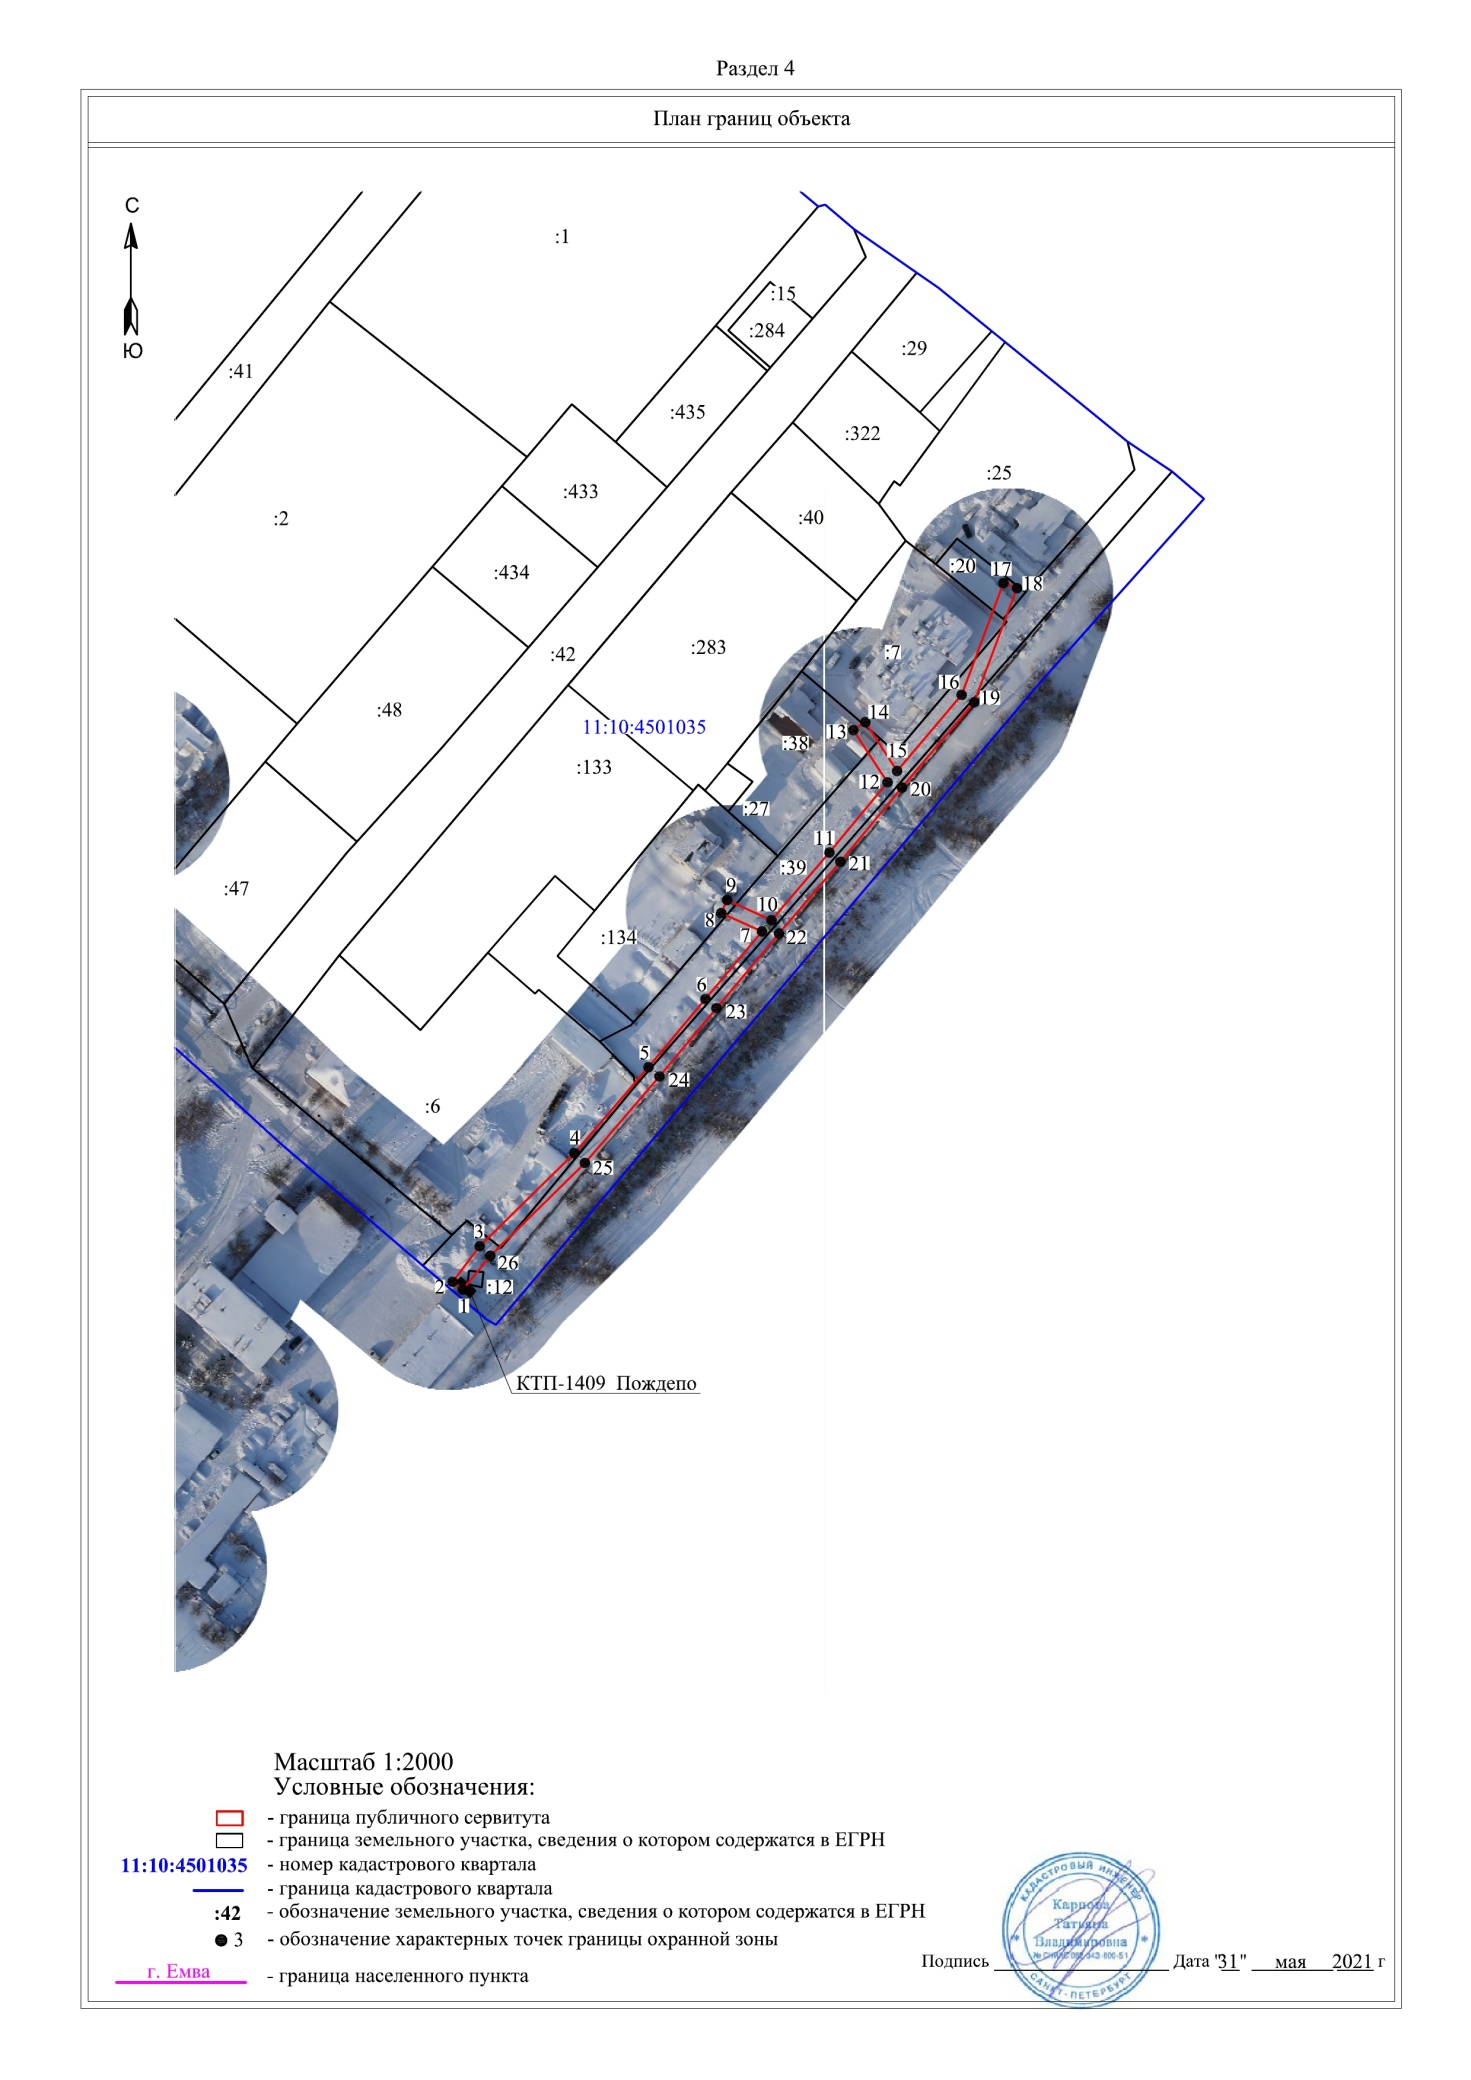 Раздел 4
План границ объекта
С
Ю
:1
:15
:284
:41
:29
:435
:322
:25
:433
:2
:40
:434
:20
17
18
:42
:283
:7
16
19
:48
11:10:4501035
14
13
:38
15
:133
12
20
:27
11
21
:39
:47
9
8
10
7
22
:134
6
23
5
24
:6
4
25
3
26
2
:12
1
КТП-1409 Пождепо
Масштаб 1:2000
Условные обозначения:
- граница публичного сервитута
- граница земельного участка, сведения о котором содержатся в ЕГРН
11:10:4501035 - номер кадастрового квартала
- граница кадастрового квартала
:42 - обозначение земельного участка, сведения о котором содержатся в ЕГРН
3 - обозначение характерных точек границы охранной зоны
г. Емва - граница населенного пункта
КАДАСТРОВЫЙ ИНЖЕНЕР
Карпова
Татьяна
Владимировна
САНКТ-ПЕТЕРБУРГ
Подпись Дата "31" мая 2021 г